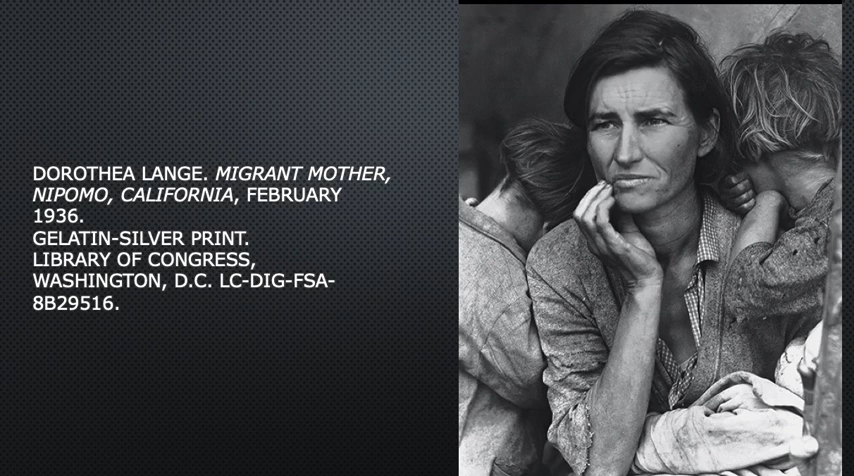 DOROTHEA LANGE. MIGRANT MOTHER,
NIPOMO, CALIFORNIA, FEBRUARY
1936.
GELATIN-SILVER PRINT.
LIBRARY OF CONGRESS,
WASHINGTON, D.C. LC-DIG-FSA-
8B29516.